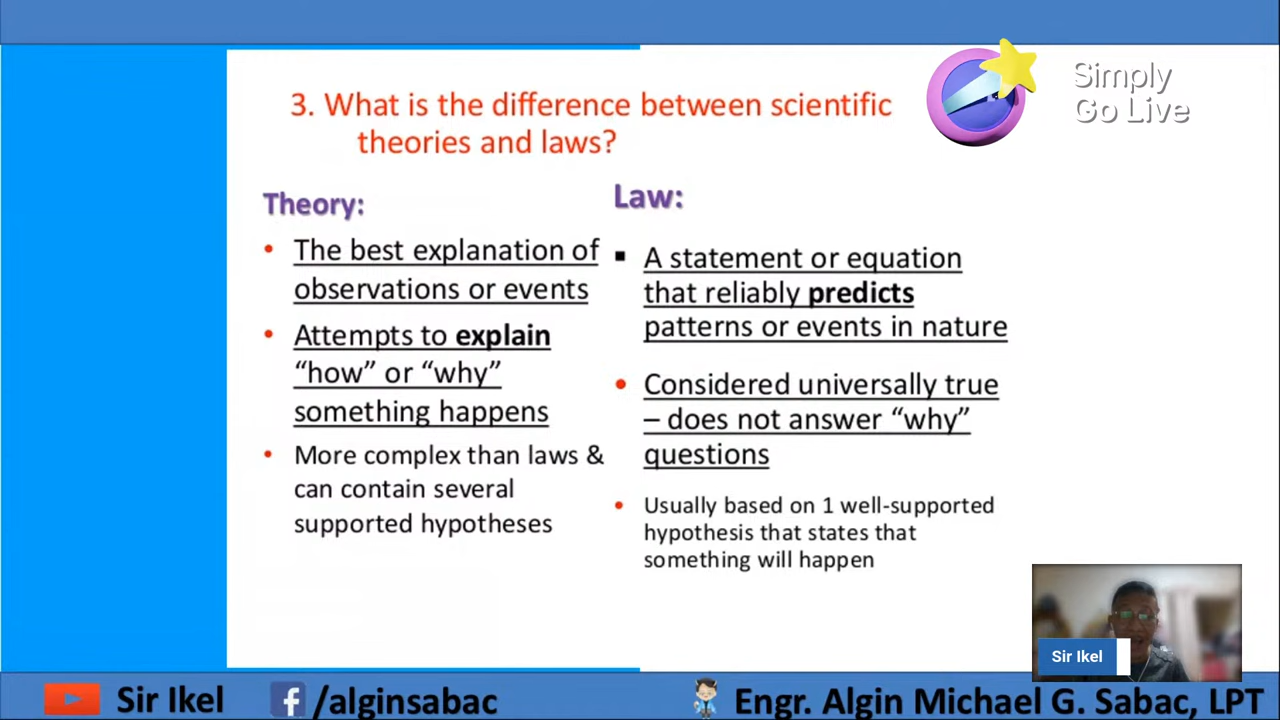 Simply
Go Live
3. What is the difference between scientific
theories and laws?
Theory:
• The best explanation of
observations or events
• Attempts to explain
“how” or “why”
something happens
• More complex than laws &
can contain several
supported hypotheses
Law:
▪ A statement or equation
that reliably predicts
patterns or events in nature
• Considered universally true
– does not answer “why”
questions
• Usually based on 1 well-supported
hypothesis that states that
something will happen
Sir Ikel
Sir Ikel
/alginsabac
Engr. Algin Michael G. Sabac, LPT